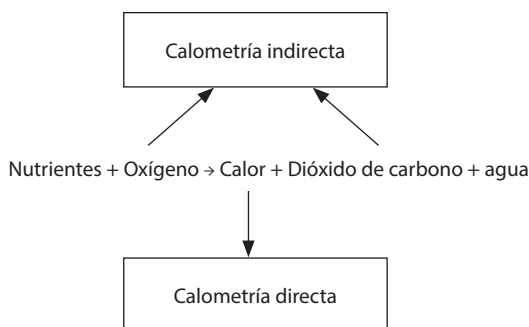 Calometría indirecta
Nutrientes + Oxígeno → Calor + Dióxido de carbono + agua
Calometría directa